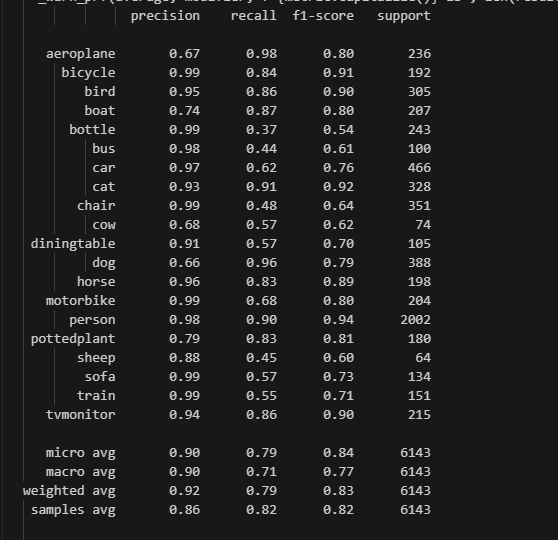 precision recall f1-score support
aeroplane 0.67 0.98 0.80 236
bicycle 0.99 0.84 0.91 192
bird 0.95 0.86 0.90 305
boat 0.74 0.87 0.80 207
bottle 0.99 0.37 0.54 243
bus 0.98 0.44 0.61 100
car 0.97 0.62 0.76 466
cat 0.93 0.91 0.92 328
chair 0.99 0.48 0.64 351
cow 0.68 0.57 0.62 74
diningtable 0.91 0.57 0.70 105
dog 0.66 0.96 0.79 388
horse 0.96 0.83 0.89 198
motorbike 0.99 0.68 0.80 204
person 0.98 0.90 0.94 2002
pottedplant 0.79 0.83 0.81 180
sheep 0.88 0.45 0.60 64
sofa 0.99 0.57 0.73 134
train 0.99 0.55 0.71 151
tvmonitor 0.94 0.86 0.90 215
micro avg 0.90 0.79 0.84 6143
macro avg 0.90 0.71 0.77 6143
weighted avg 0.92 0.79 0.83 6143
samples avg 0.86 0.82 0.82 6143